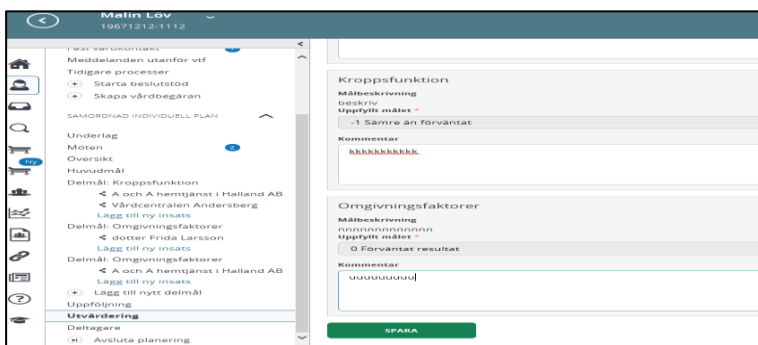 Malin Löv
19671212-1112
Fast vårdkontakt
Meddelanden utanför vtf
Tidigare processer
Starta beslutstöd
Skapa vårdbegäran
SAMORDNAD INDIVIDUELL PLAN
Underlag
Möten 2
Översikt
Ny
Huvudmål
Delmål: Kroppsfunktion
A och A hemtjänst i Halland AB
Vårdcentralen Andersberg
Lägg till ny insats
Delmål: Omgivningsfaktorer
dotter Frida Larsson
Lägg till ny insats
Delmål: Omgivningsfaktorer
A och A hemtjänst i Halland AB
Lägg till ny insats
Lägg till nytt delmål
Uppföljning
Utvärdering
Deltagare
Avsluta planering
Kroppsfunktion
Målbeskrivning
beskriv
Uppfyllt målet *
-1 Sämre än förväntat
Kommentar
kkkkkkkkkkk
Omgivningsfaktorer
Målbeskrivning
nnnnnnnnnnnnn
Uppfyllt målet *
0 Förväntat resultat
Kommentar
uuuuuuuuu
SPARA